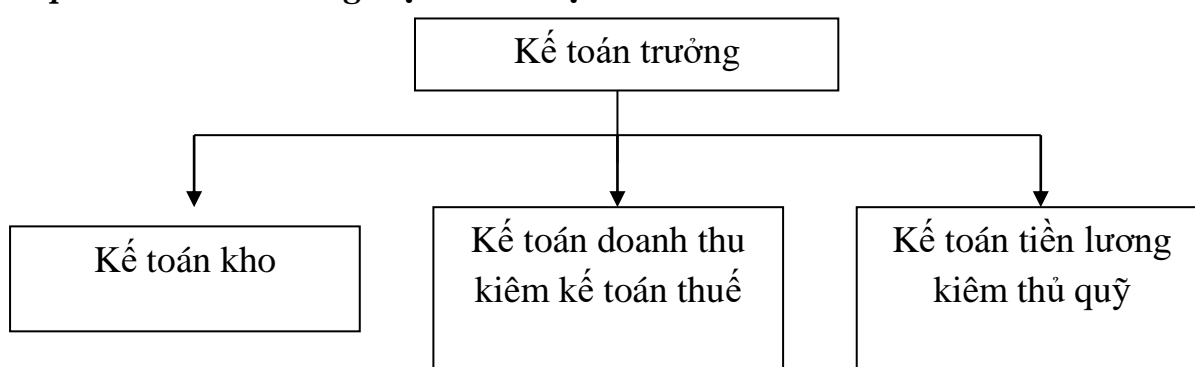 Kế toán trưởng
Kế toán kho
Kế toán doanh thu
kiêm kế toán thuế
Kế toán tiền lương
kiêm thủ quỹ